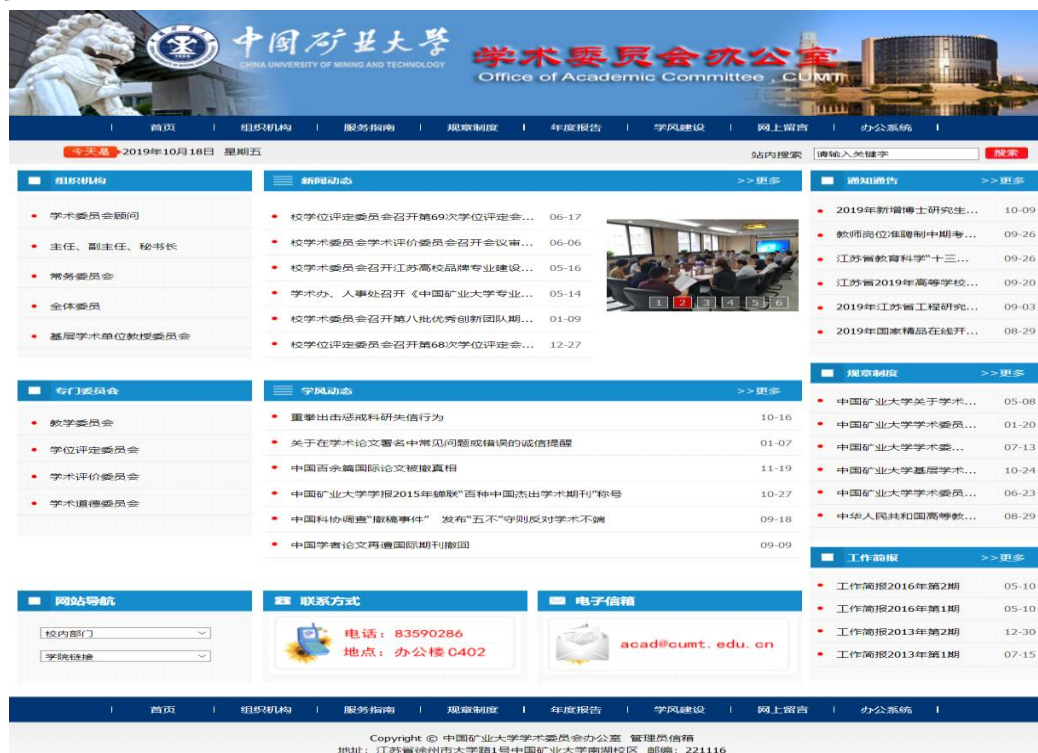 中国矿业大学
CHINA UNIVERSITY OF MINING AND TECHNOLOGY
学术委员会办公室
Office of Academic Committee , CUMT
首页 | 组织机构 | 服务指南 | 规章制度 | 年度报告 | 学风建设 | 网上留言 | 办公系统
今天是 2019年10月18日 星期五
站内搜索 请输入关键字 搜索
组织机构
学术委员会顾问
主任、副主任、秘书长
常务委员会
全体委员
基层学术单位教授委员会
新闻动态 >>更多
校学位评定委员会召开第69次学位评定会... 06-17
校学术委员会学术评价委员会召开会议审... 06-06
校学术委员会召开江苏高校品牌专业建设... 05-16
学术办、人事处召开《中国矿业大学专业... 05-14
校学术委员会召开第八批优秀创新团队期... 01-09
校学位评定委员会召开第68次学位评定会... 12-27
1 2 3 4 5 6
通知通告 >>更多
2019年新增博士研究生... 10-09
教师岗位准聘制中期考... 09-26
江苏省教育科学“十三... 09-26
江苏省2019年高等学校... 09-20
2019年江苏省工程研究... 09-03
2019年国家精品在线开... 08-29
专门委员会
教学委员会
学位评定委员会
学术评价委员会
学术道德委员会
学风动态 >>更多
重拳出击惩戒科研失信行为 10-16
关于在学术论文署名中常见问题或错误的诚信提醒 01-07
中国百余篇国际论文被撤真相 11-19
中国矿业大学学报2015年蝉联“百种中国杰出学术期刊”称号 10-27
中国科协调查“撤稿事件” 发布“五不”守则反对学术不端 09-18
中国学者论文再遭国际期刊撤回 09-09
规章制度 >>更多
中国矿业大学关于学术... 05-08
中国矿业大学学术委员... 01-20
中国矿业大学学术委... 07-13
中国矿业大学基层学术... 10-24
中国矿业大学学术委员... 06-23
中华人民共和国高等教... 08-29
工作简报 >>更多
工作简报2016年第2期 05-10
工作简报2016年第1期 05-10
工作简报2013年第2期 12-30
工作简报2013年第1期 07-15
网站导航
校内部门
学院链接
联系方式
电话：83590286
地点：办公楼C402
电子信箱
acad@cumt.edu.cn
首页 | 组织机构 | 服务指南 | 规章制度 | 年度报告 | 学风建设 | 网上留言 | 办公系统
Copyright © 中国矿业大学学术委员会办公室 管理员信箱
地址：江苏省徐州市大学路1号中国矿业大学南湖校区 邮编：221116